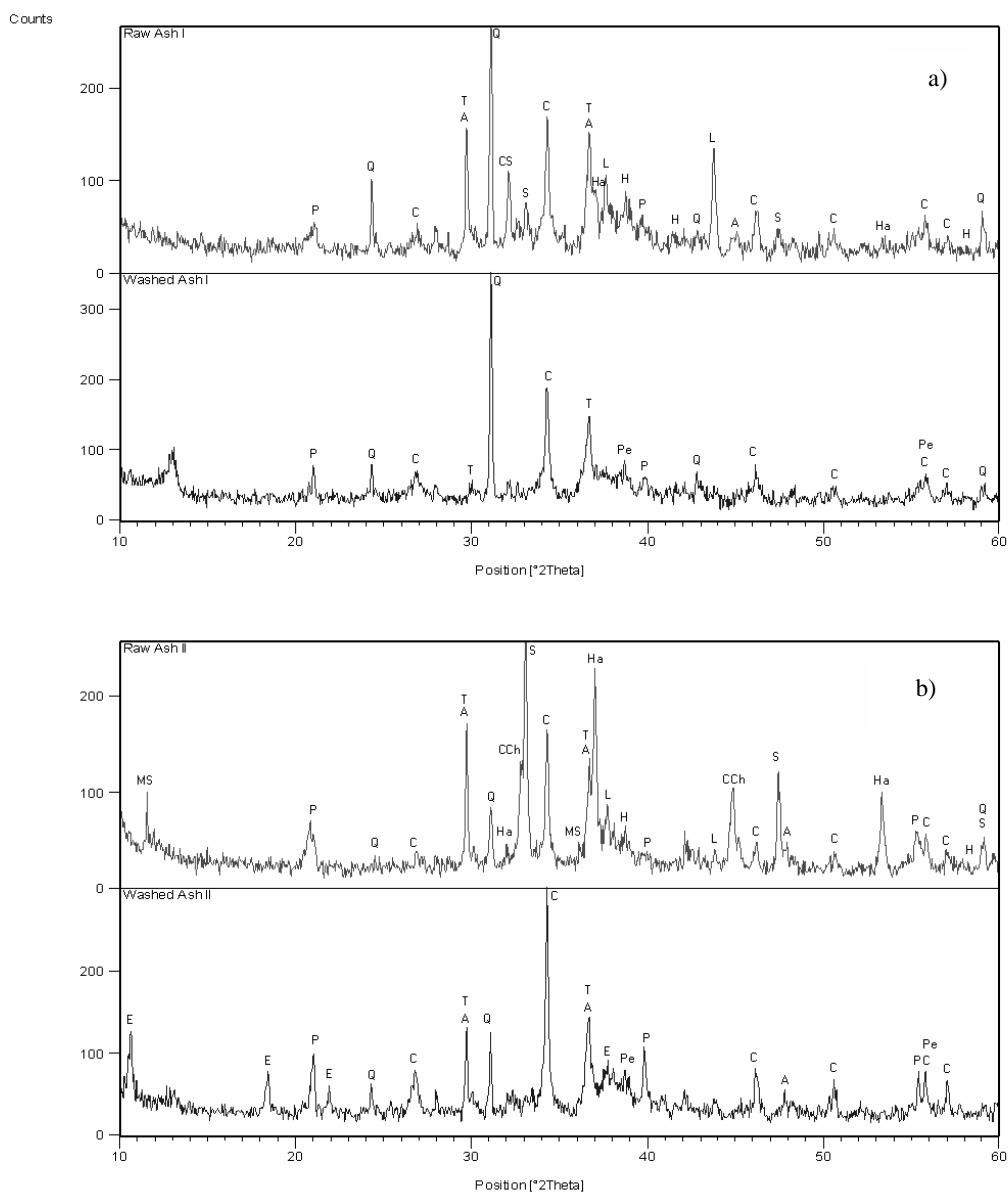 Counts
Raw Ash I
a)
Q
T
A
C
T
A
L
Q
CS
S
Ha
L
H
P
C
P
C
H
Q
A
S
C
Ha
C
C
H
Q
200
100
0
Washed Ash I
Q
C
T
P
Q
C
T
Pe
P
Q
C
C
Pe
C
C
Q
300
200
100
0
10 20 30 40 50 60
Position [°2Theta]
Raw Ash II
b)
S
Ha
T
A
C
T
A
CCh
MS
P
Q
C
Q
Ha
MS
L
H
P
L
CCh
C
S
A
C
Ha
P
C
C
H
Q
S
200
100
0
Washed Ash II
C
E
E
P
E
Q
C
T
A
Q
T
A
E
Pe
P
C
A
C
P
Pe
C
C
200
100
0
10 20 30 40 50 60
Position [°2Theta]